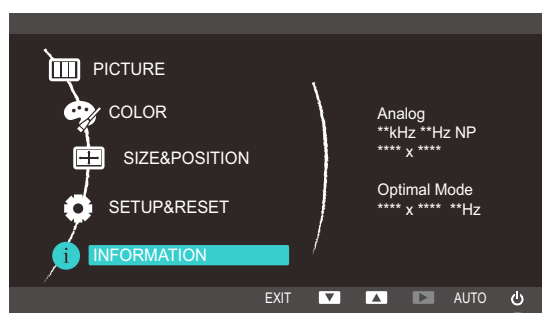 PICTURE
COLOR
SIZE&POSITION
SETUP&RESET
i INFORMATION
Analog
**kHz **Hz NP
**** x ****
Optimal Mode
**** x **** **Hz
EXIT AUTO